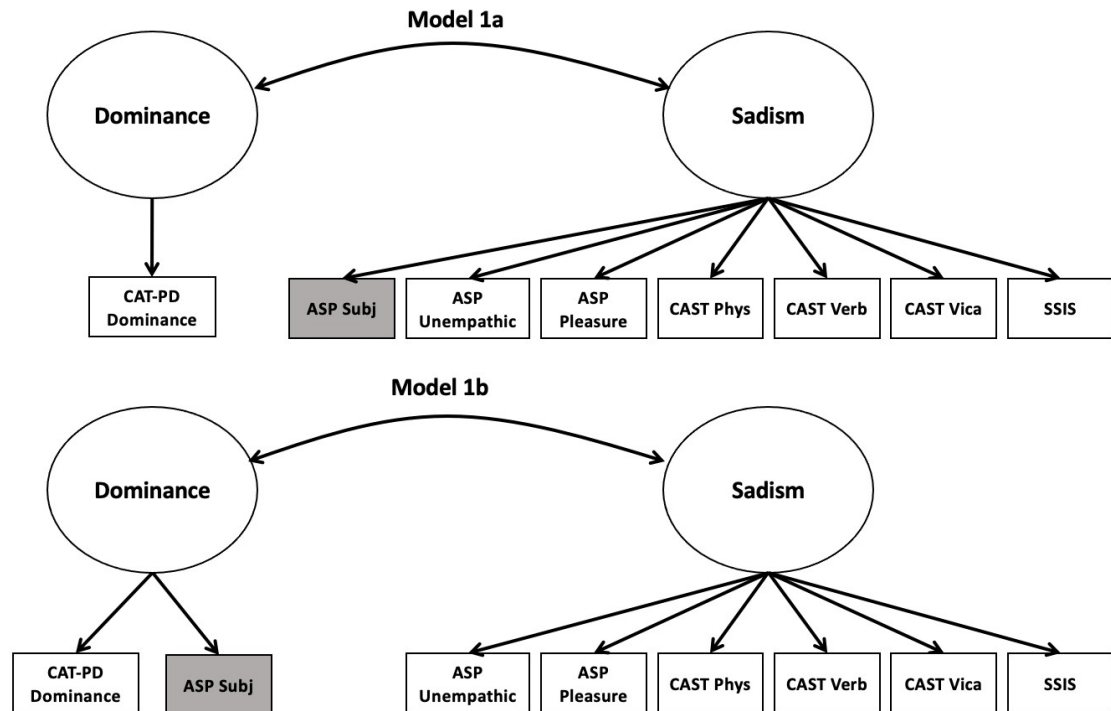 Model 1a
Dominance
Sadism
CAT-PD
Dominance
ASP Subj
ASP
Unempathic
ASP
Pleasure
CAST Phys
CAST Verb
CAST Vica
SSIS
Model 1b
Dominance
Sadism
CAT-PD
Dominance
ASP Subj
ASP
Unempathic
ASP
Pleasure
CAST Phys
CAST Verb
CAST Vica
SSIS